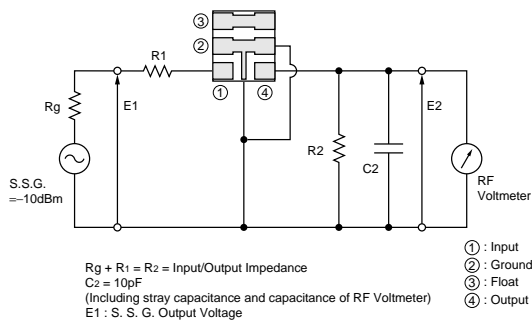 ③
②
R1
① ④
E1
E2
Rg
R2
C2
S.S.G.
=−10dBm
RF
Voltmeter
Rg + R1 = R2 = Input/Output Impedance
C2 = 10pF
(Including stray capacitance and capacitance of RF Voltmeter)
E1 : S. S. G. Output Voltage
① : Input
② : Ground
③ : Float
④ : Output